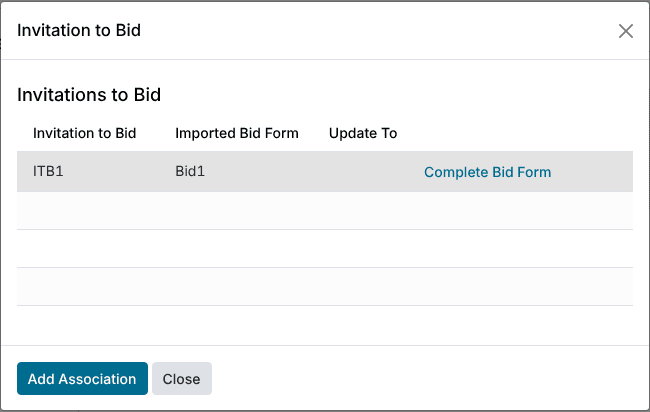 Invitation to Bid
Invitations to Bid
Invitation to Bid Imported Bid Form Update To
ITB1 Bid1 Complete Bid Form
Add Association Close